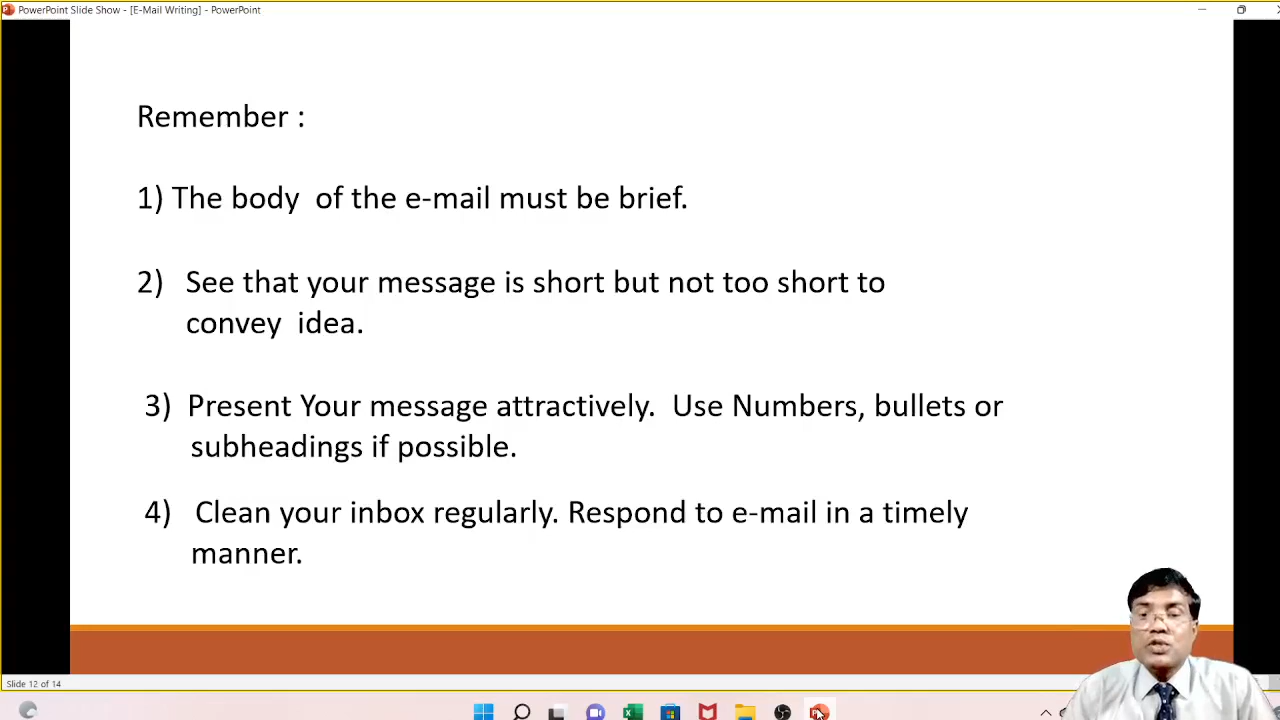 PowerPoint Slide Show - [E-Mail Writing] - PowerPoint
Remember :
1) The body of the e-mail must be brief.
2) See that your message is short but not too short to
convey idea.
3) Present Your message attractively. Use Numbers, bullets or
subheadings if possible.
4) Clean your inbox regularly. Respond to e-mail in a timely
manner.
Slide 12 of 14